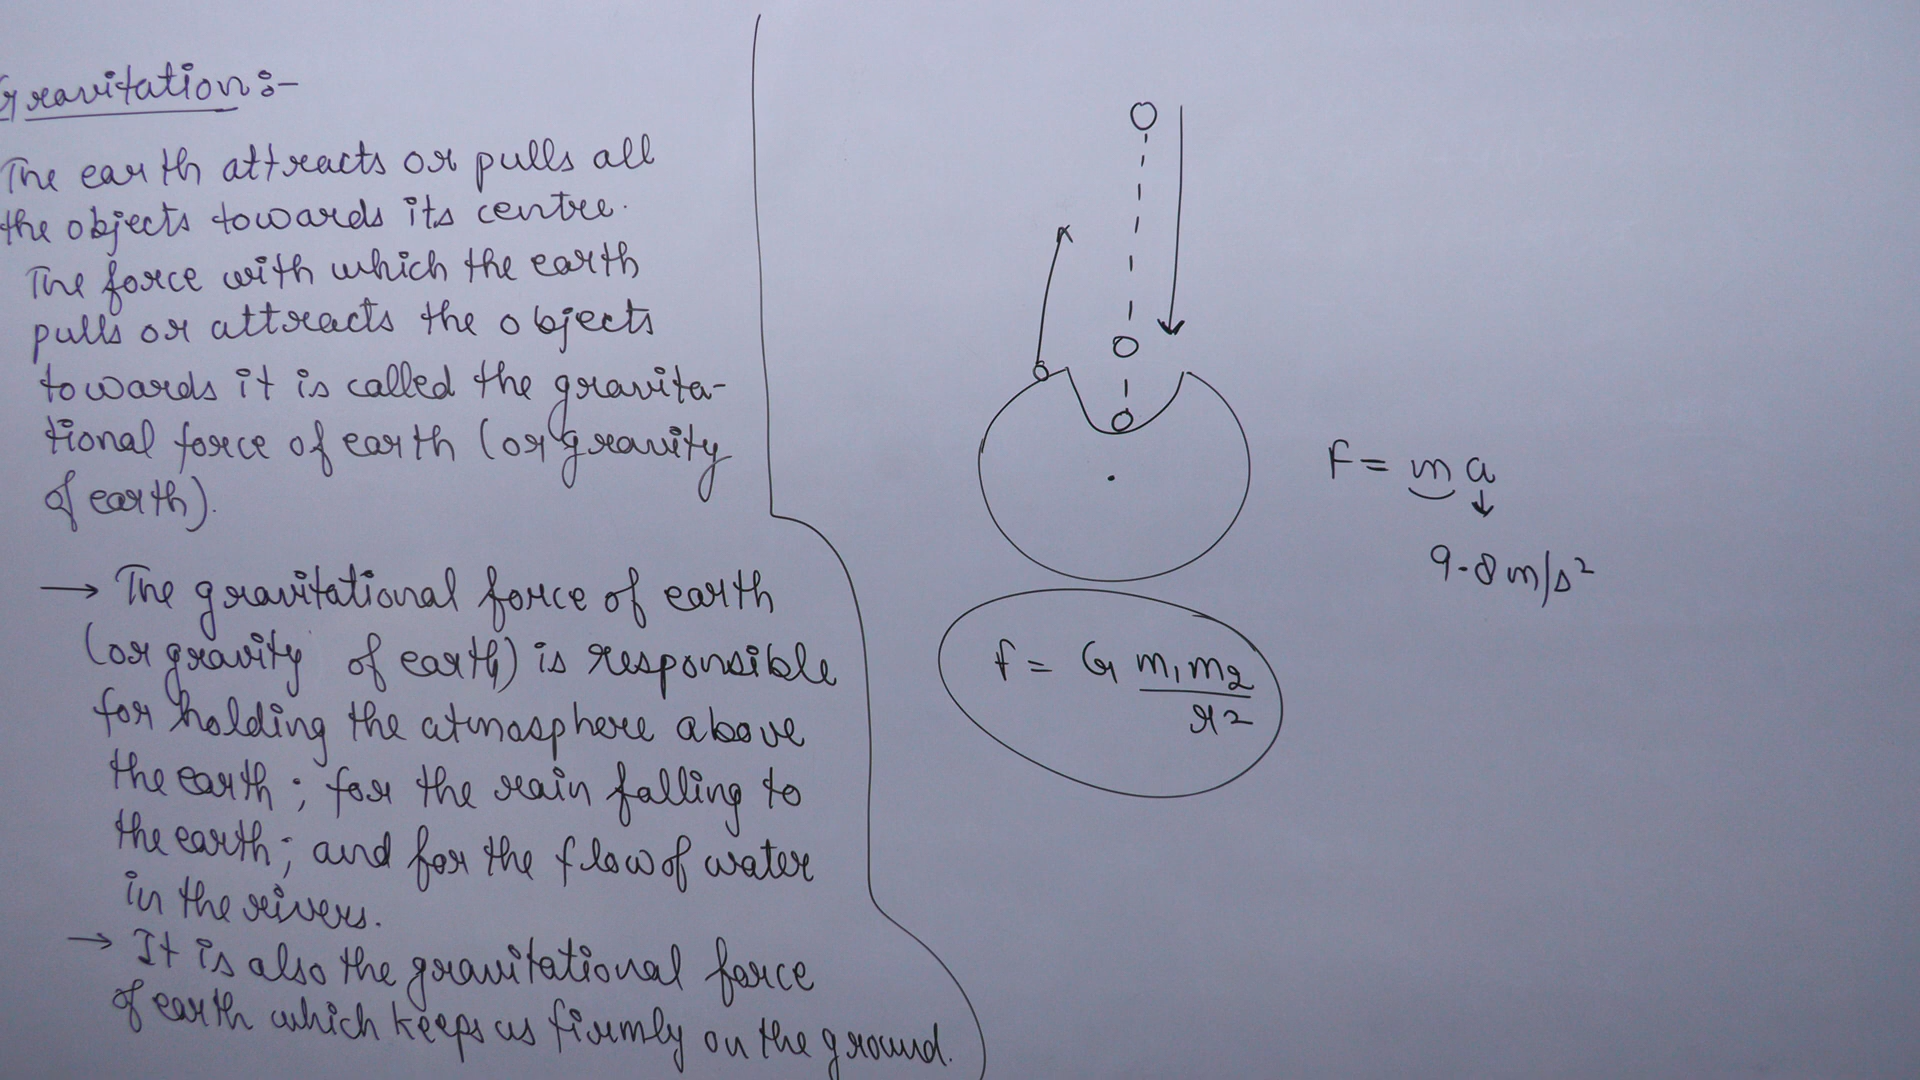 Gravitation:-
The earth attracts or pulls all
the objects towards its centre.
The force with which the earth
pulls or attracts the objects
towards it is called the gravita-
tional force of earth (or gravity
of earth).
→ The gravitational force of earth
(or gravity of earth) is responsible
for holding the atmosphere above
the earth; for the rain falling to
the earth; and for the flow of water
in the rivers.
→ It is also the gravitational force
of earth which keeps us firmly on the ground.
F = ma
9.8 m/s²
f = G m₁m₂
r²